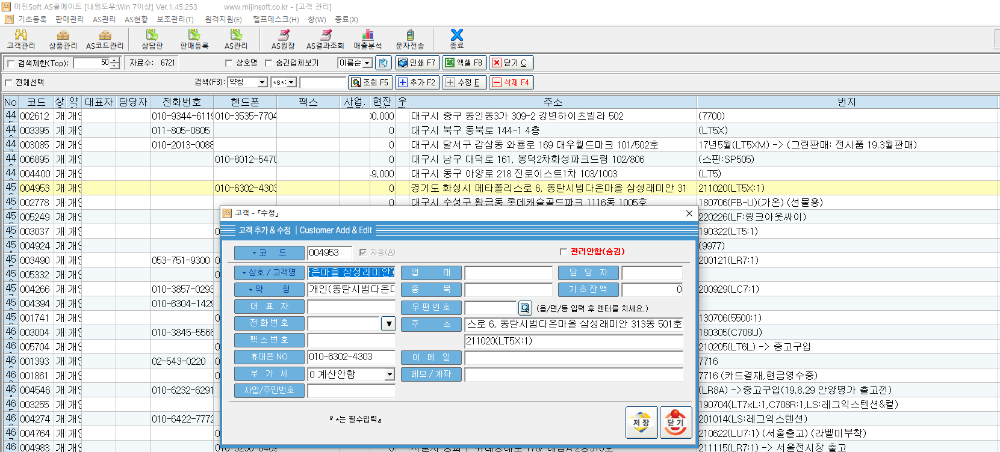 미진Soft AS콜메이트 [내윈도우:Win 7이상] Ver.1.45.253 www.mijinsoft.co.kr - [고객 관리]
기초등록 판매관리 AS관리 AS현황 보조관리(T) 원격지원(E) 헬프데스크(H) 창(W) 종료(X)
고객관리 상품관리 AS코드관리 상담판 판매등록 AS관리 AS원장 AS결과조회 매출분석 문자전송 종료
검색제한(Top): 50 자료수: 6721 상호명 숨긴업체보기 이름순 인쇄 F7 엑셀 F8 닫기 C
전체선택 검색(F3): 약칭 *s* 조회 F5 추가 F2 수정 E 삭제 F4
No 코드 상 약 대표자 담당자 전화번호 핸드폰 팩스 사업. 현잔 우 주소 번지
44 002612 개 개인 010-9344-6119 010-3535-7704 00,000 대구시 중구 동인동3가 309-2 강변하이츠빌라 502 (7700)
44 003395 개 개인 011-805-0805 0 대구시 북구 동북로 144-1 4층 (LT5X)
44 003085 개 개인 010-2013-0088 0 대구시 달서구 감삼동 와룡로 169 대우월드마크 101/502호 17년5월(LT5XM) -> (그린판매: 전시품 19.3월판매)
44 006895 개 개인 010-8012-5470 0 대구시 남구 대덕로 161, 봉덕2차화성파크드림 102/806 (스핀:SP505)
44 004400 개 개인 -9,000 대구시 동구 아양로 218 진로이스트1차 103/1003 (LT5)
45 004953 개 개인 010-6302-4303 0 경기도 화성시 메타폴리스로 6, 동탄시범다은마을 삼성래미안 31 211020(LT5X:1)
45 002778 개 개인 대구시 수성구 황금동 롯데캐슬골드파크 1116동 1005호 180706(FB-U)(가온) (선물용)
45 005249 개 개인 220226(LF:링크아웃싸이)
45 003037 개 개인 0 190322(LT5:1)
45 004924 개 개인 0 (9977)
45 003490 개 개인 053-751-9300 0 200121(LR7:1)
45 005332 개 개인 0
45 004266 개 개인 010-3857-0293 200929(LC7:1)
45 004394 개 개인 010-6304-1429
45 001741 개 개인 0 130706(5500:1)
46 003004 개 개인 010-3845-5566 180305(C708U)
46 005704 개 개인 0 210205(LT6L) -> 중고구입
46 001393 개 개인 02-543-0220 0 7716
46 001861 개 개인 0 7716 (카드결재,현금영수증)
46 004546 개 개인 010-6232-6291 (LR8A) ->중고구입(19.8.29 안양명가 출고껀)
46 003255 개 개인 190704(LT7xL:1,C708R:1,LS:레그익스텐션&컬)
46 004274 개 개인 010-6422-7772 201014(LS:레그익스텐션)
46 004764 개 개인 0 210622(LU7:1) (서울출고) (라벨미부착)
46 004983 개 개인 211115(LR7:1) -> 서울전시장 출고
고객 -『수정』
고객 추가 & 수정 | Customer Add & Edit
* 코 드 004953 자동(A) 관리안함(숨김)
* 상호 / 고객명 은마을 삼성래미안 업 태 담 당 자
* 약 칭 개인(동탄시범다은 종 목 기 초 잔 액 0
대 표 자 우 편 번 호 (읍/면/동 입력 후 엔터를 치세요.)
전 화 번 호 주 소 스로 6, 동탄시범다은마을 삼성래미안 313동 501호
팩 스 번 호 211020(LT5X:1)
휴대폰 NO 010-6302-4303 이 메 일
부 가 세 0 계산안함 메모 / 계좌
사업/주민번호
『 *는 필수입력』 저장 닫기